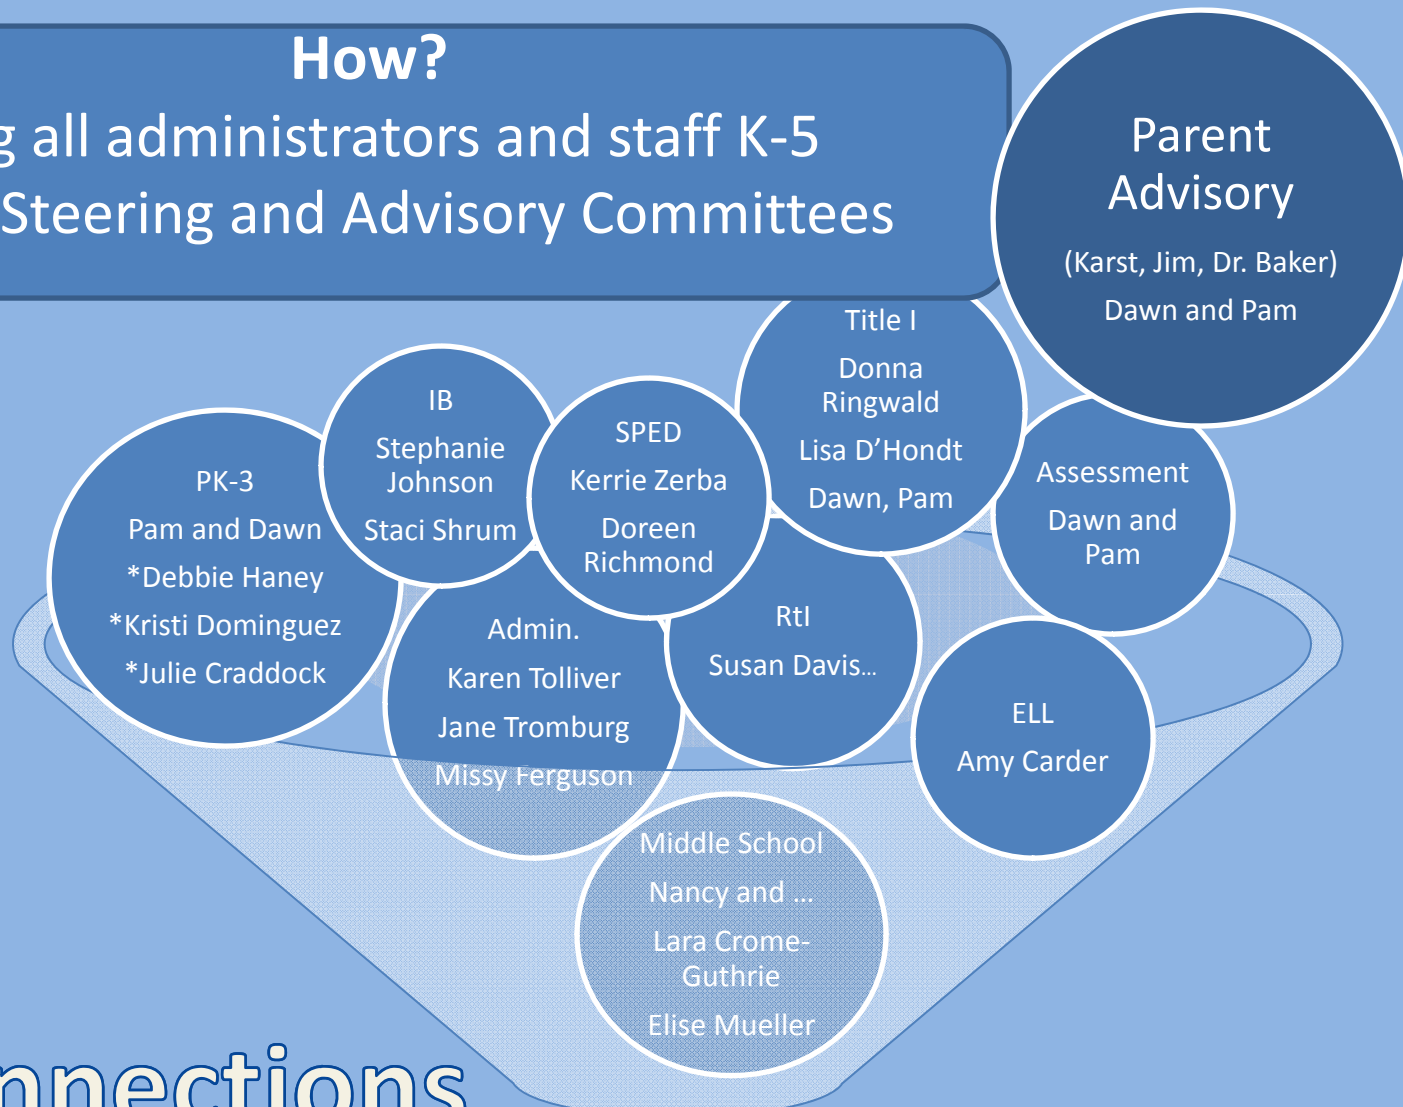 How?
g all administrators and staff K-5
Steering and Advisory Committees
Parent
Advisory
(Karst, Jim, Dr. Baker)
Dawn and Pam
Title I
Donna
Ringwald
Lisa D’Hondt
Dawn, Pam
IB
Stephanie
Johnson
Staci Shrum
SPED
Kerrie Zerba
Doreen
Richmond
Assessment
Dawn and
Pam
PK-3
Pam and Dawn
*Debbie Haney
*Kristi Dominguez
*Julie Craddock
Admin.
Karen Tolliver
Jane Tromburg
Missy Ferguson
RtI
Susan Davis...
ELL
Amy Carder
Middle School
Nancy and ...
Lara Crome-
Guthrie
Elise Mueller
nnections